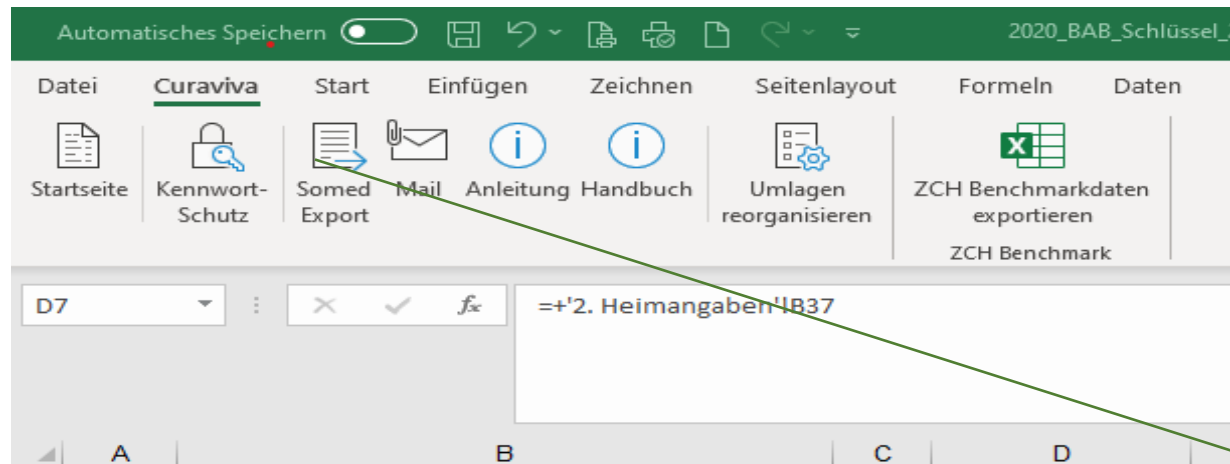 Automatisches Speichern 2020_BAB_Schlüssel_
Datei Curaviva Start Einfügen Zeichnen Seitenlayout Formeln Daten
Startseite Kennwort- Somed Mail Anleitung Handbuch Umlagen ZCH Benchmarkdaten
Schutz Export reorganisieren exportieren
ZCH Benchmark
D7 fx =+'2. Heimangaben'!B37
A B C D